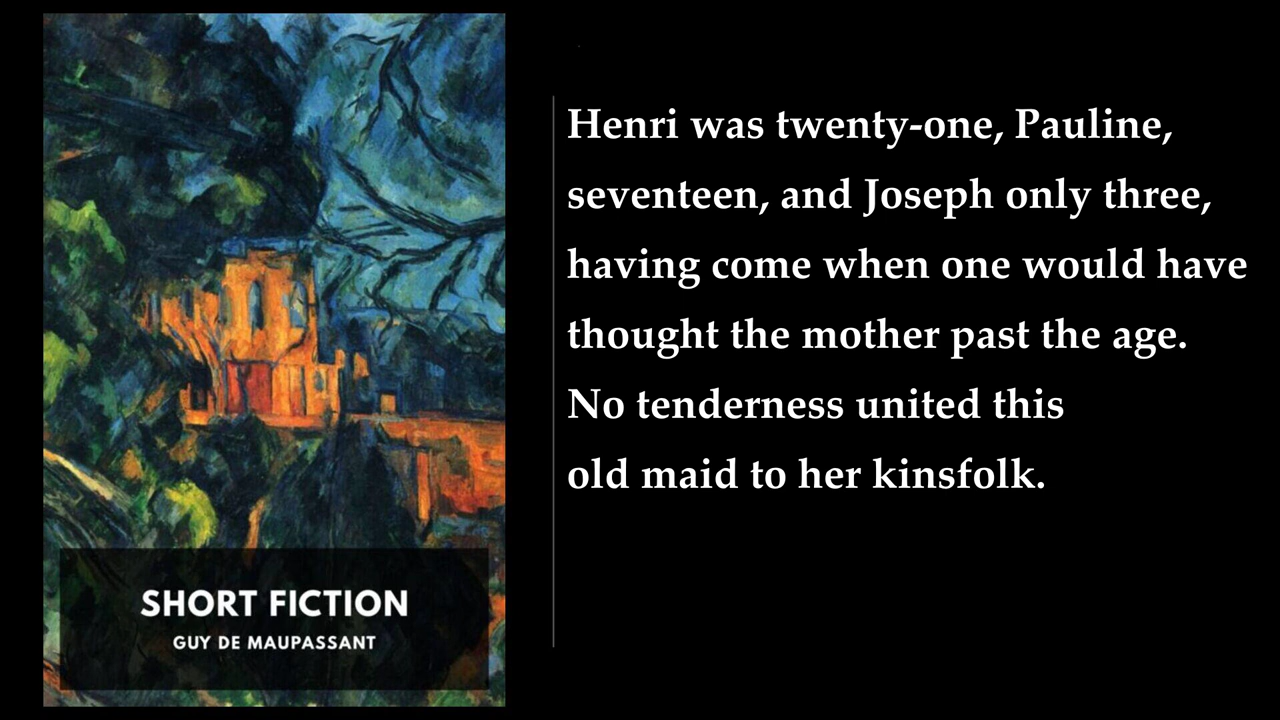 Henri was twenty-one, Pauline,
seventeen, and Joseph only three,
having come when one would have
thought the mother past the age.
No tenderness united this
old maid to her kinsfolk.
SHORT FICTION
GUY DE MAUPASSANT